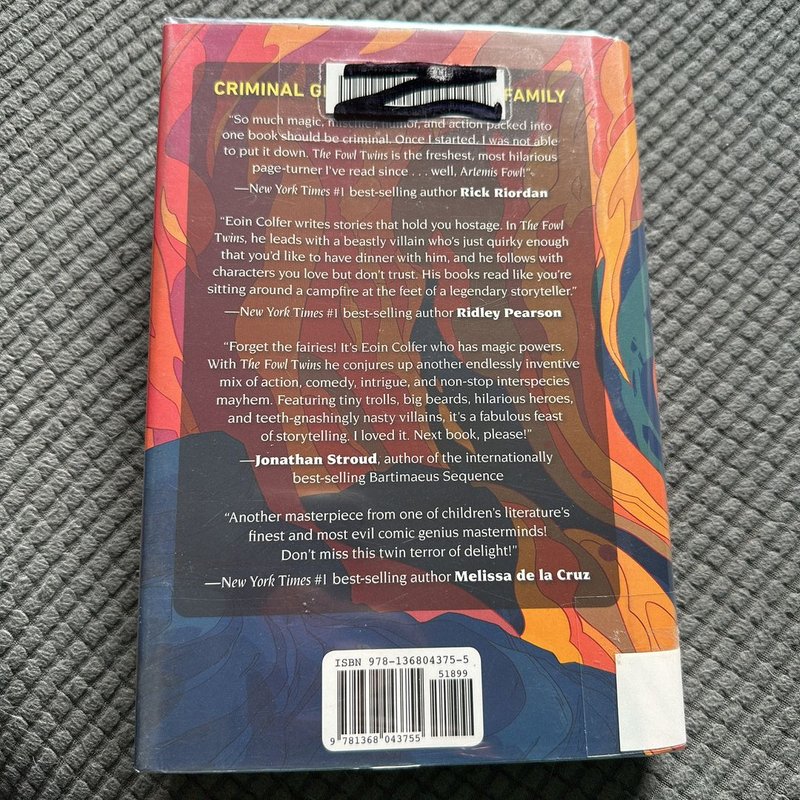 CRIMINAL FAMILY
“So much magic, humor, and action packed into
one book should be criminal. Once I started, I was not able
to put it down. The Fowl Twins is the freshest, most hilarious
page-turner I've read since . . . well, Artemis Fowl!”
—New York Times #1 best-selling author Rick Riordan
“Eoin Colfer writes stories that hold you hostage. In The Fowl
Twins, he leads with a beastly villain who's just quirky enough
that you'd like to have dinner with him, and he follows with
characters you love but don't trust. His books read like you're
sitting around a campfire at the feet of a legendary storyteller.”
—New York Times #1 best-selling author Ridley Pearson
“Forget the fairies! It's Eoin Colfer who has magic powers.
With The Fowl Twins he conjures up another endlessly inventive
mix of action, comedy, intrigue, and non-stop interspecies
mayhem. Featuring tiny trolls, big beards, hilarious heroes,
and teeth-gnashingly nasty villains, it's a fabulous feast
of storytelling. I loved it. Next book, please!”
—Jonathan Stroud, author of the internationally
best-selling Bartimaeus Sequence
“Another masterpiece from one of children's literature's
finest and most evil comic genius masterminds!
Don't miss this twin terror of delight!”
—New York Times #1 best-selling author Melissa de la Cruz
ISBN 978-136804375-5
51899
9 781368 043755